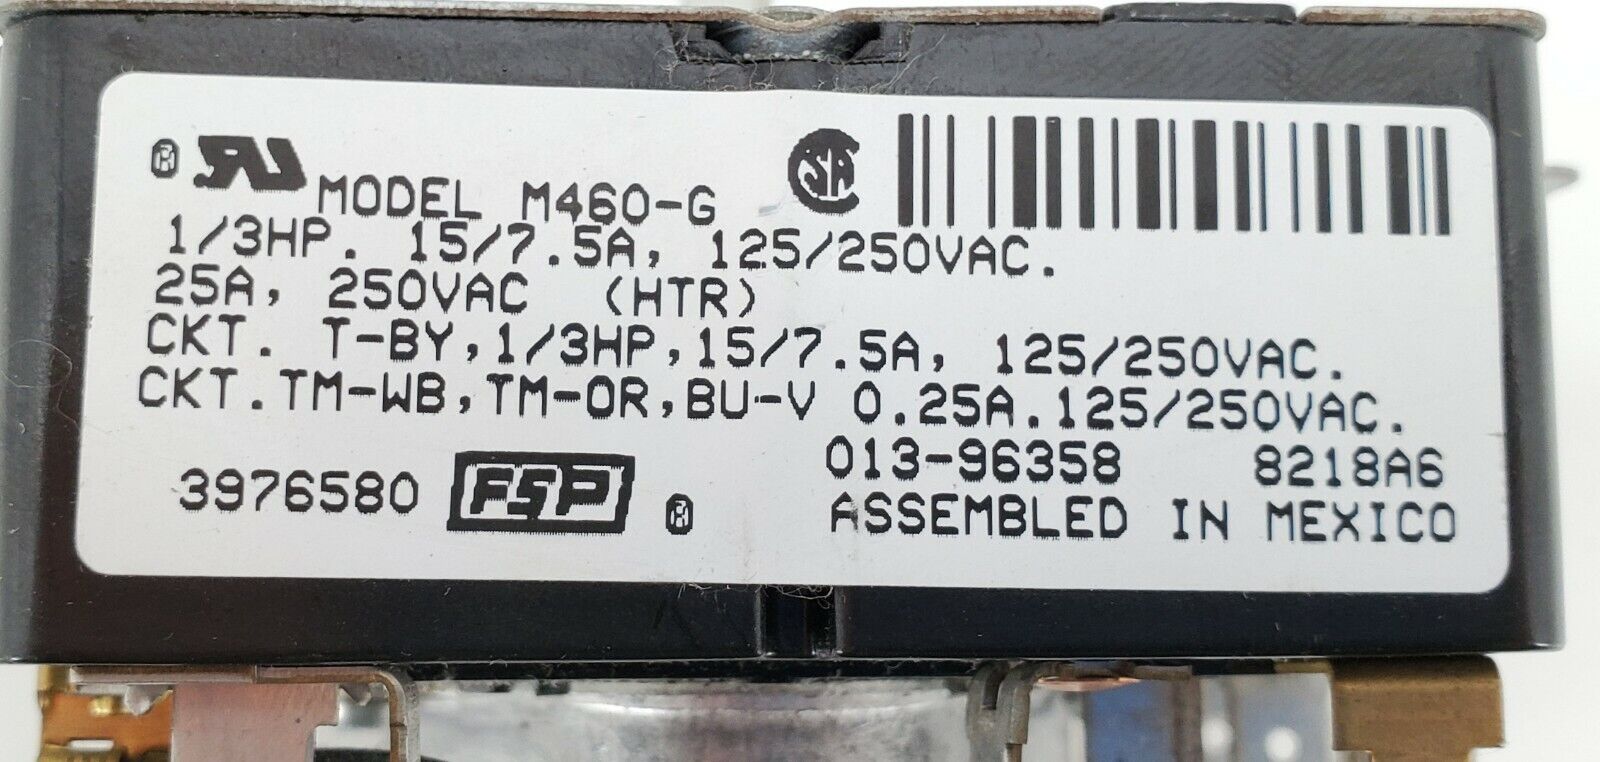 MODEL M460-G
1/3HP. 15/7.5A, 125/250VAC.
25A, 250VAC (HTR)
CKT. T-BY,1/3HP,15/7.5A, 125/250VAC.
CKT.TM-WB,TM-OR,BU-V 0.25A.125/250VAC.
3976580 FSP ® 013-96358 8218A6
ASSEMBLED IN MEXICO